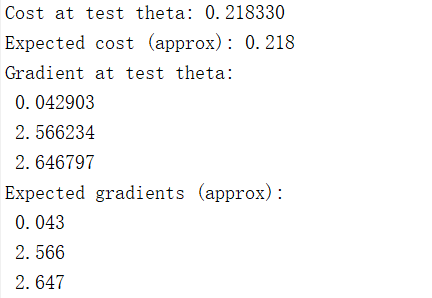 Cost at test theta: 0.218330
Expected cost (approx): 0.218
Gradient at test theta:
0.042903
2.566234
2.646797
Expected gradients (approx):
0.043
2.566
2.647